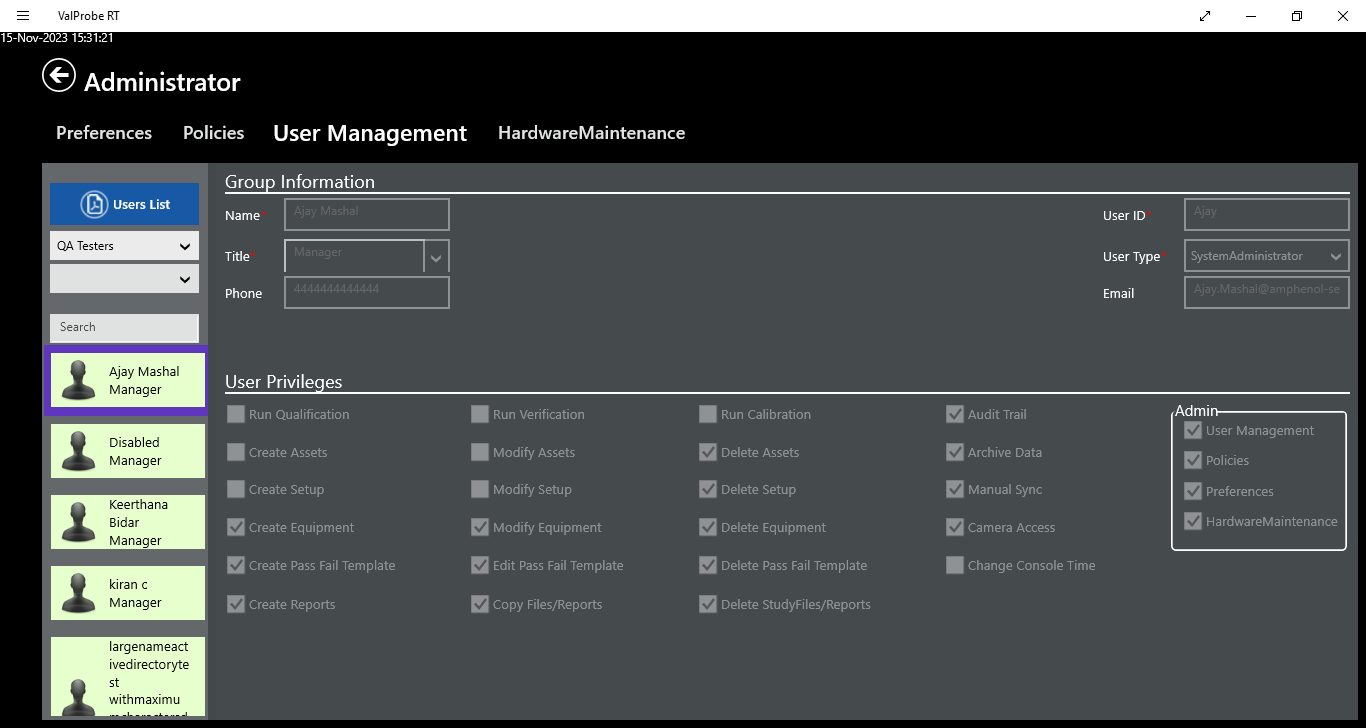 ValProbe RT
15-Nov-2023 15:31:21
Administrator
Preferences Policies User Management HardwareMaintenance
Users List
QA Testers
Search
Ajay Mashal
Manager
Disabled
Manager
Keerthana
Bidar
Manager
kiran c
Manager
largenameact
ivedirectoryte
st
withmaximu
Group Information
Name* Ajay Mashal User ID* Ajay
Title* Manager User Type* SystemAdministrator
Phone 4444444444444 Email Ajay.Mashal@amphenol-se
User Privileges
Run Qualification Run Verification Run Calibration Audit Trail
Create Assets Modify Assets Delete Assets Archive Data
Create Setup Modify Setup Delete Setup Manual Sync
Create Equipment Modify Equipment Delete Equipment Camera Access
Create Pass Fail Template Edit Pass Fail Template Delete Pass Fail Template Change Console Time
Create Reports Copy Files/Reports Delete StudyFiles/Reports
Admin
User Management
Policies
Preferences
HardwareMaintenance